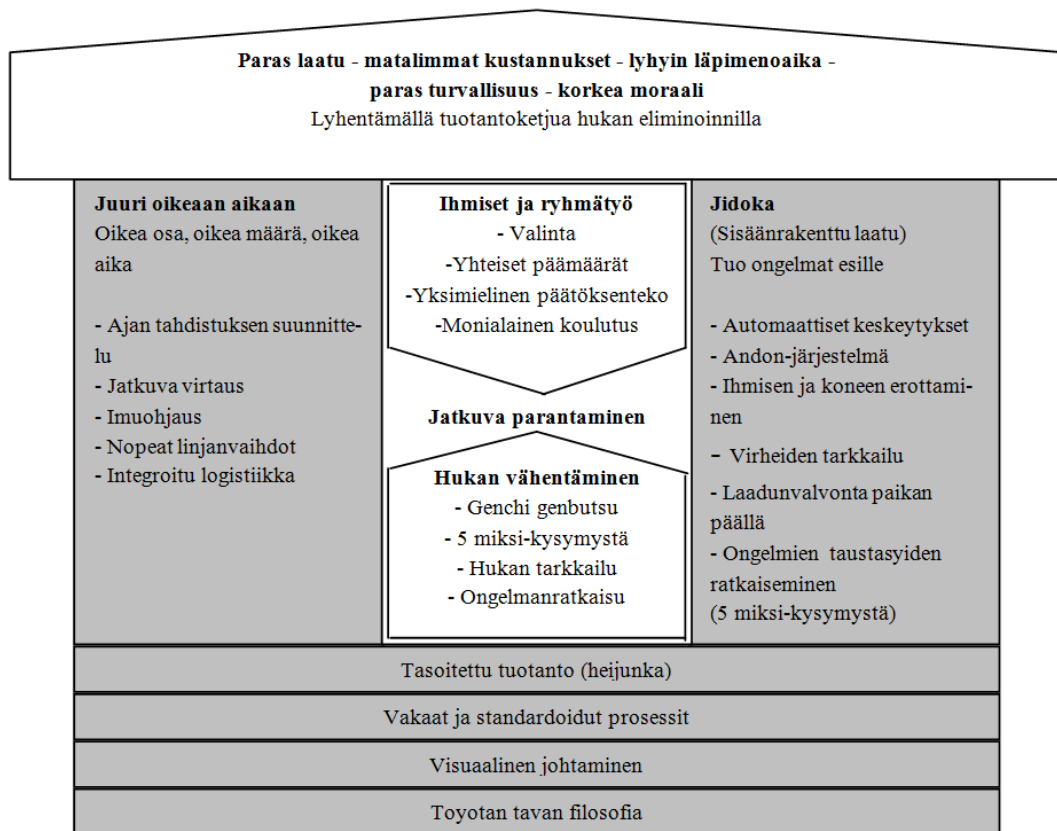 Paras laatu - matalimmat kustannukset - lyhyin läpimenoaika -
paras turvallisuus - korkea moraali
Lyhentämällä tuotantoketjua hukan eliminoinnilla
Juuri oikeaan aikaan
Oikea osa, oikea määrä, oikea
aika
- Ajan tahdistuksen suunnitte-
lu
- Jatkuva virtaus
- Imuohjaus
- Nopeat linjanvaihdot
- Integroitu logistiikka
Ihmiset ja ryhmätyö
- Valinta
-Yhteiset päämäärät
-Yksimielinen päätöksenteko
-Monialainen koulutus
Jatkuva parantaminen
Hukan vähentäminen
- Genchi genbutsu
- 5 miksi-kysymystä
- Hukan tarkkailu
- Ongelmanratkaisu
Jidoka
(Sisäänrakenttu laatu)
Tuo ongelmat esille
- Automaattiset keskeytykset
- Andon-järjestelmä
- Ihmisen ja koneen erottami-
nen
- Virheiden tarkkailu
- Laadunvalvonta paikan
päällä
- Ongelmien taustasyiden
ratkaiseminen
(5 miksi-kysymystä)
Tasoitettu tuotanto (heijunka)
Vakaat ja standardoidut prosessit
Visuaalinen johtaminen
Toyotan tavan filosofia